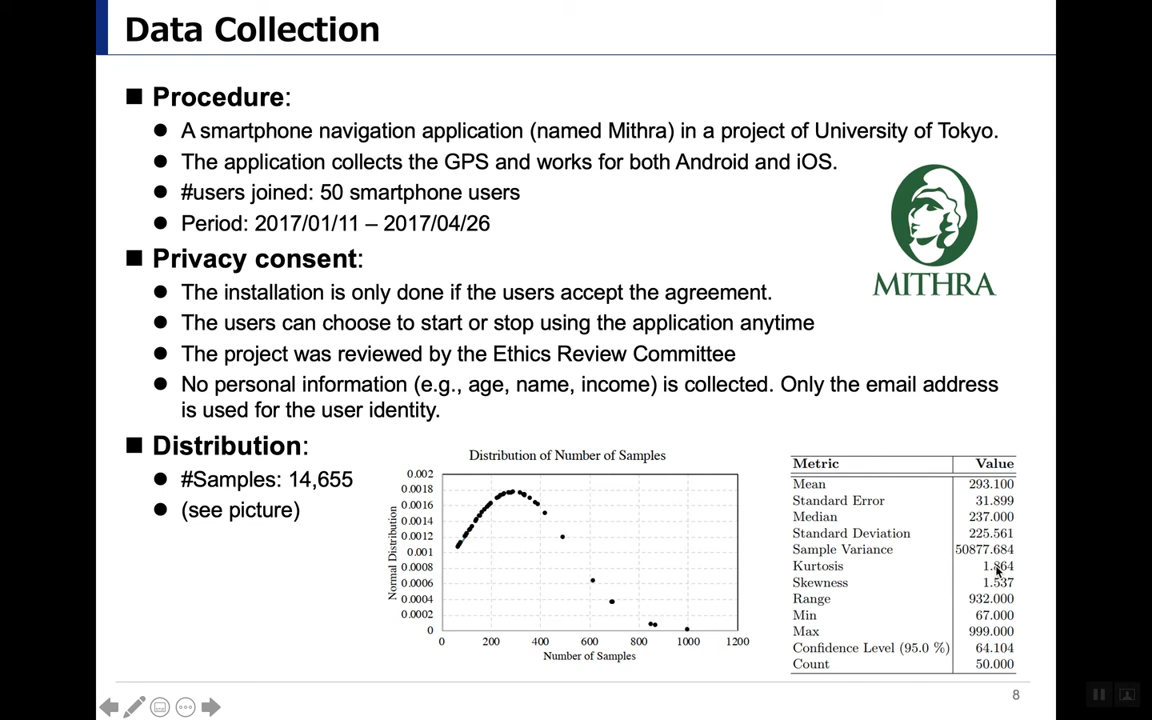 Data Collection
■ Procedure:
● A smartphone navigation application (named Mithra) in a project of University of Tokyo.
● The application collects the GPS and works for both Android and iOS.
● #users joined: 50 smartphone users
● Period: 2017/01/11 – 2017/04/26
MITHRA
■ Privacy consent:
● The installation is only done if the users accept the agreement.
● The users can choose to start or stop using the application anytime
● The project was reviewed by the Ethics Review Committee
● No personal information (e.g., age, name, income) is collected. Only the email address
is used for the user identity.
■ Distribution:
● #Samples: 14,655
● (see picture)
Distribution of Number of Samples
Normal Distribution
0.002
0.0018
0.0016
0.0014
0.0012
0.001
0.0008
0.0006
0.0004
0.0002
0
0 200 400 600 800 1000 1200
Number of Samples
Metric Value
Mean 293.100
Standard Error 31.899
Median 237.000
Standard Deviation 225.561
Sample Variance 50877.684
Kurtosis 1.864
Skewness 1.537
Range 932.000
Min 67.000
Max 999.000
Confidence Level (95.0 %) 64.104
Count 50.000
8